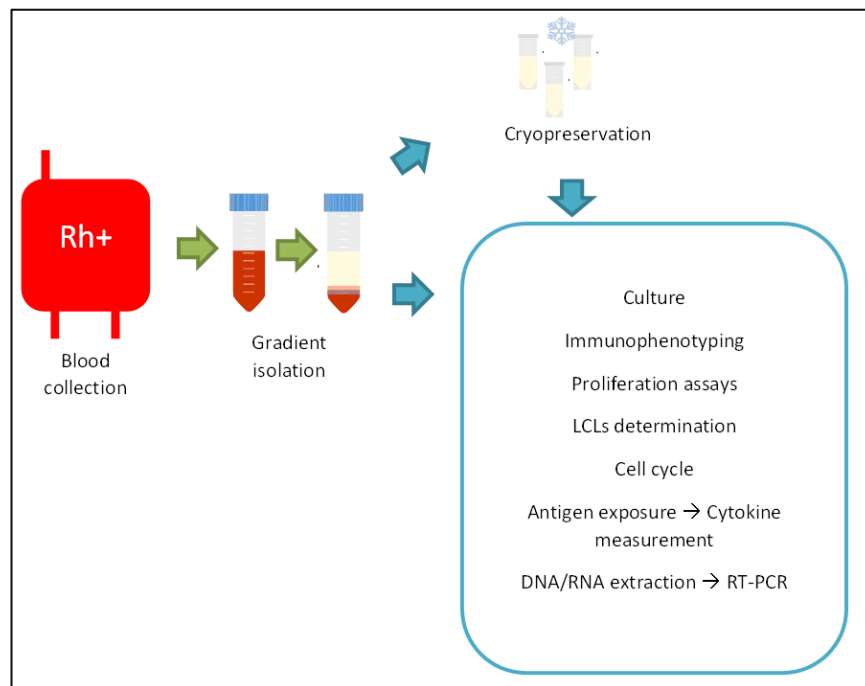 Rh+
Blood
collection
Gradient
isolation
Cryopreservation
Culture
Immunophenotyping
Proliferation assays
LCLs determination
Cell cycle
Antigen exposure → Cytokine
measurement
DNA/RNA extraction → RT-PCR